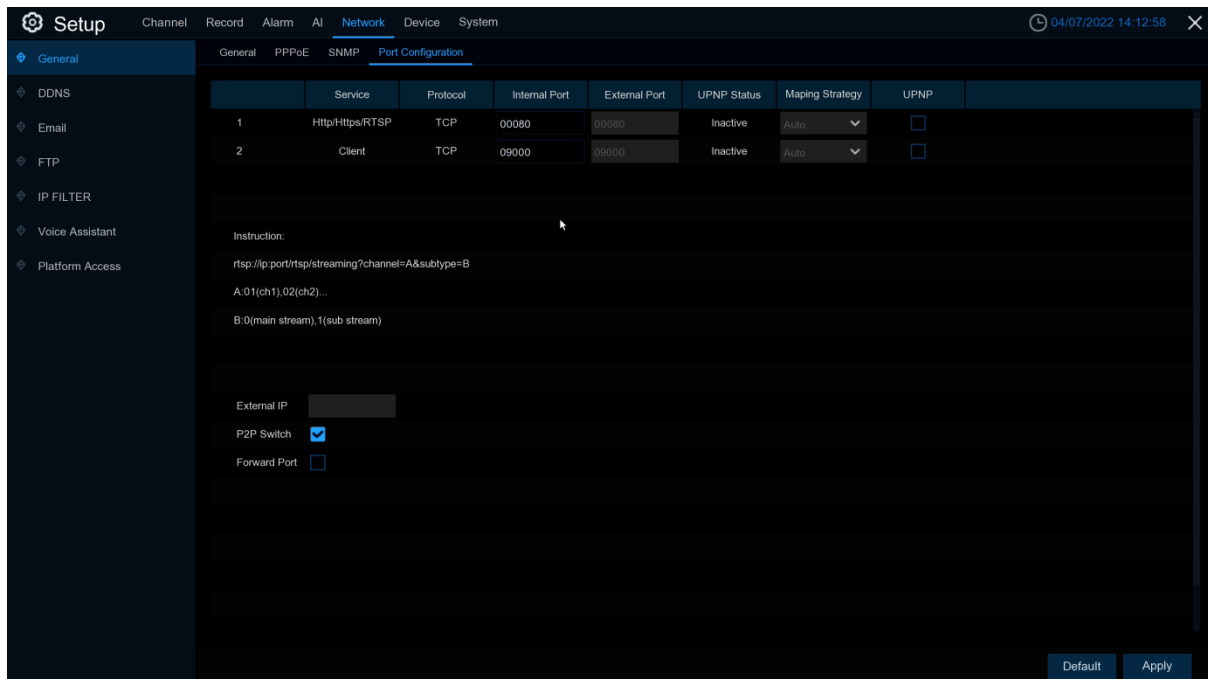 Setup Channel Record Alarm AI Network Device System 04/07/2022 14:12:58
General PPPoE SNMP Port Configuration
General
DDNS
Email
FTP
IP FILTER
Voice Assistant
Platform Access
Service Protocol Internal Port External Port UPNP Status Maping Strategy UPNP
1 Http/Https/RTSP TCP 00080 00080 Inactive Auto
2 Client TCP 09000 09000 Inactive Auto
Instruction:
rtsp://ip:port/rtsp/streaming?channel=A&subtype=B
A:01(ch1),02(ch2)...
B:0(main stream),1(sub stream)
External IP
P2P Switch
Forward Port
Default Apply